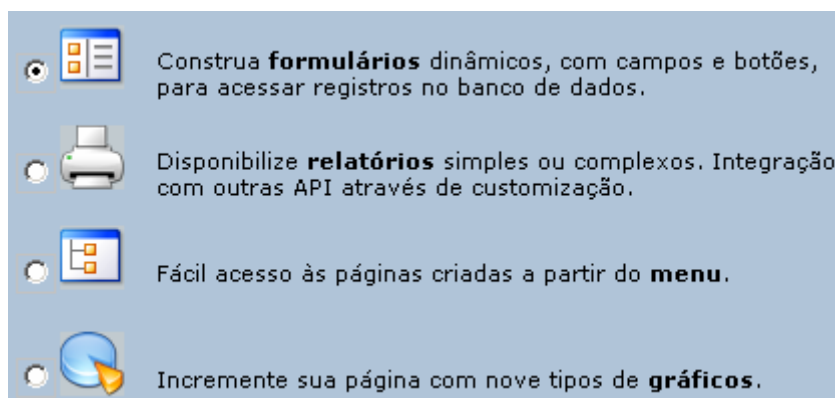 Construa formulários dinâmicos, com campos e botões,
para acessar registros no banco de dados.
Disponibilize relatórios simples ou complexos. Integração
com outras API através de customização.
Fácil acesso às páginas criadas a partir do menu.
Incremente sua página com nove tipos de gráficos.